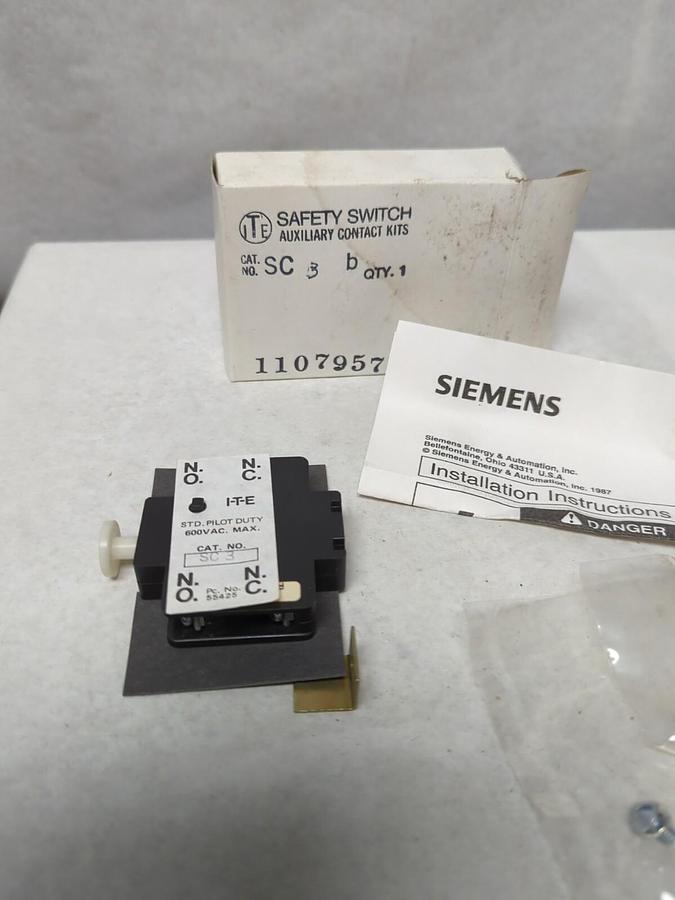 ITE SAFETY SWITCH
AUXILIARY CONTACT KITS
CAT. NO. SC 3 b QTY. 1
1107957
SIEMENS
Siemens Energy & Automation, Inc.
Bellefontaine, Ohio 43311 U.S.A.
© Siemens Energy & Automation, Inc. 1987
Installation Instructions
DANGER
N.O. N.C.
I-T-E
STD. PILOT DUTY
600VAC. MAX.
CAT. NO.
SC 3
N.O. Pc. No. 55425 N.C.